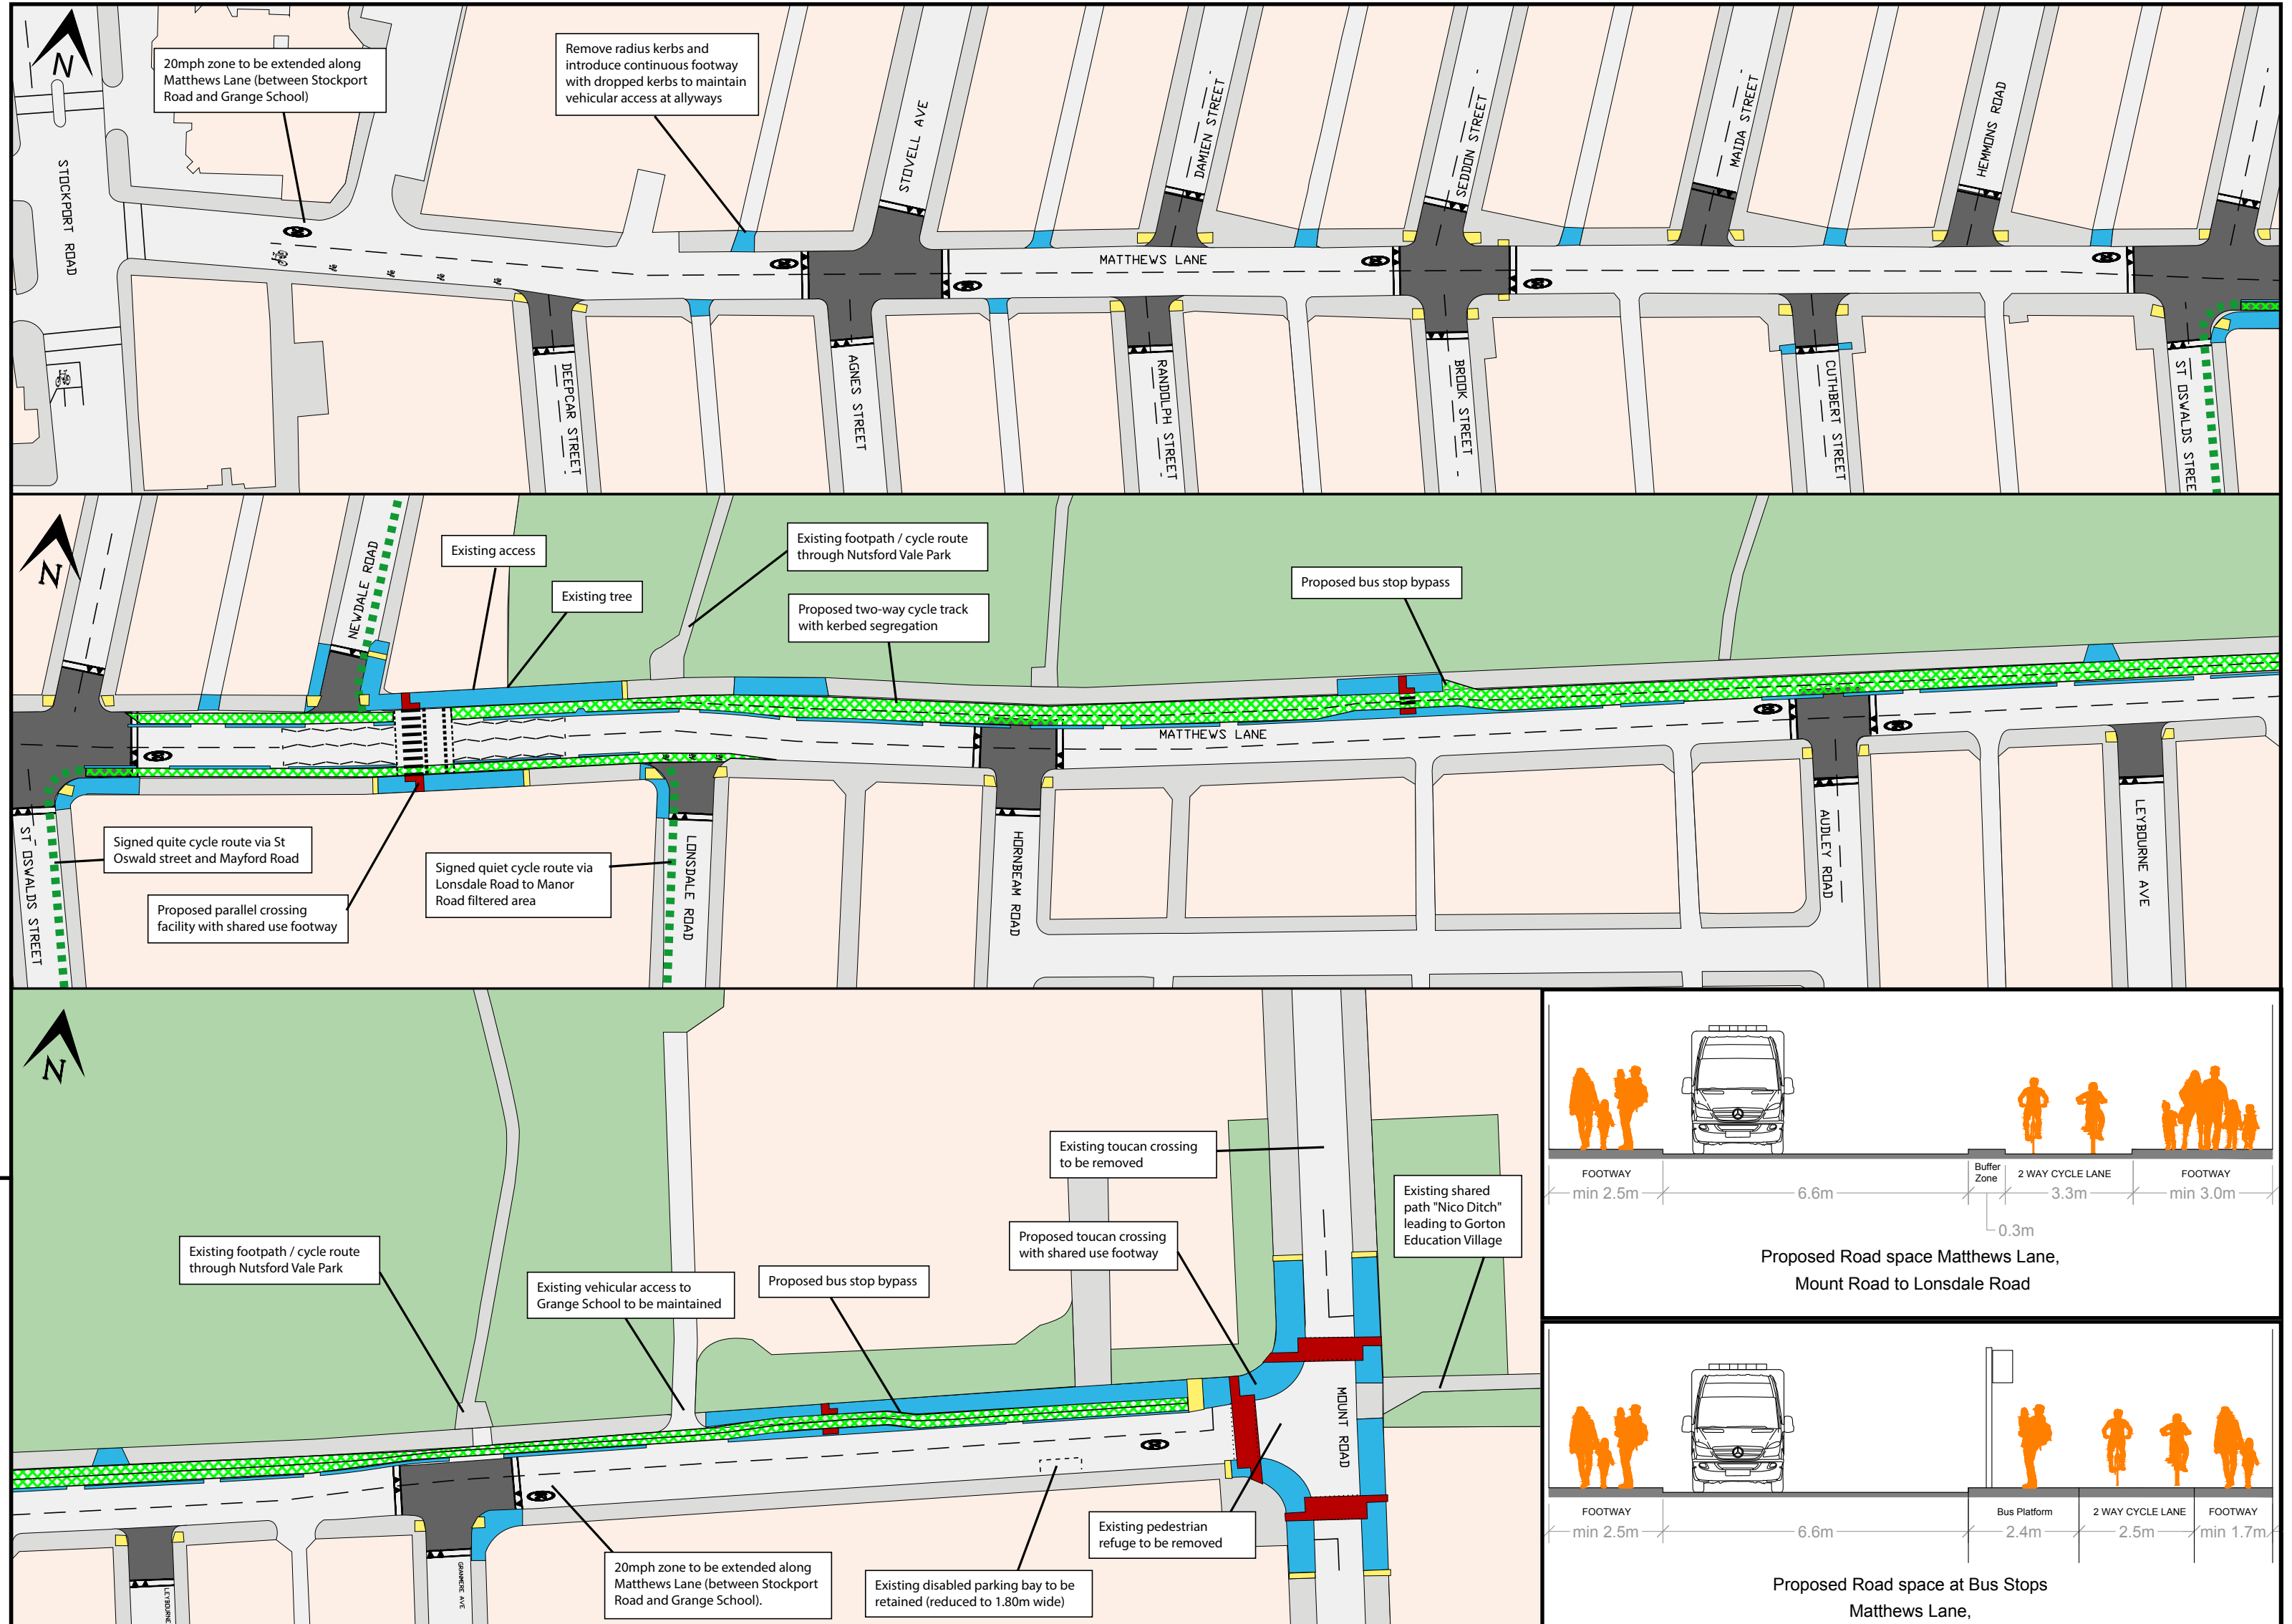 N
20mph zone to be extended along
Matthews Lane (between Stockport
Road and Grange School)
Remove radius kerbs and
introduce continuous footway
with dropped kerbs to maintain
vehicular access at allyways
STOCKPORT ROAD
STOVELL AVE
DAMIEN STREET
SEDDON STREET
MAIDA STREET
HEMMONS ROAD
MATTHEWS LANE
DEEPCAR STREET
AGNES STREET
RANDOLPH STREET
BROOK STREET
CUTHBERT STREET
ST OSWALDS STREE
N
NEWDALE ROAD
Existing access
Existing tree
Existing footpath / cycle route
through Nutsford Vale Park
Proposed two-way cycle track
with kerbed segregation
Proposed bus stop bypass
MATTHEWS LANE
Signed quite cycle route via St
Oswald street and Mayford Road
Proposed parallel crossing
facility with shared use footway
Signed quiet cycle route via
Lonsdale Road to Manor
Road filtered area
ST OSWALDS STREET
LONSDALE ROAD
HORNBEAM ROAD
AUDLEY ROAD
LEYBOURNE AVE
N
Existing footpath / cycle route
through Nutsford Vale Park
Existing vehicular access to
Grange School to be maintained
Proposed bus stop bypass
Existing toucan crossing
to be removed
Proposed toucan crossing
with shared use footway
Existing shared
path "Nico Ditch"
leading to Gorton
Education Village
MOUNT ROAD
Existing pedestrian
refuge to be removed
20mph zone to be extended along
Matthews Lane (between Stockport
Road and Grange School).
Existing disabled parking bay to be
retained (reduced to 1.80m wide)
LEYBOURNE
GRANMERE AVE
FOOTWAY
Buffer
Zone
2 WAY CYCLE LANE
FOOTWAY
min 2.5m
6.6m
3.3m
min 3.0m
0.3m
Proposed Road space Matthews Lane,
Mount Road to Lonsdale Road
FOOTWAY
Bus Platform
2 WAY CYCLE LANE
FOOTWAY
min 2.5m
6.6m
2.4m
2.5m
min 1.7m
Proposed Road space at Bus Stops
Matthews Lane,